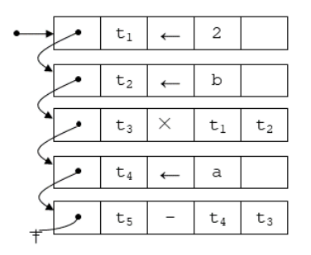 t₁ ← 2
t₂ ← b
t₃ × t₁ t₂
t₄ ← a
t₅ - t₄ t₃